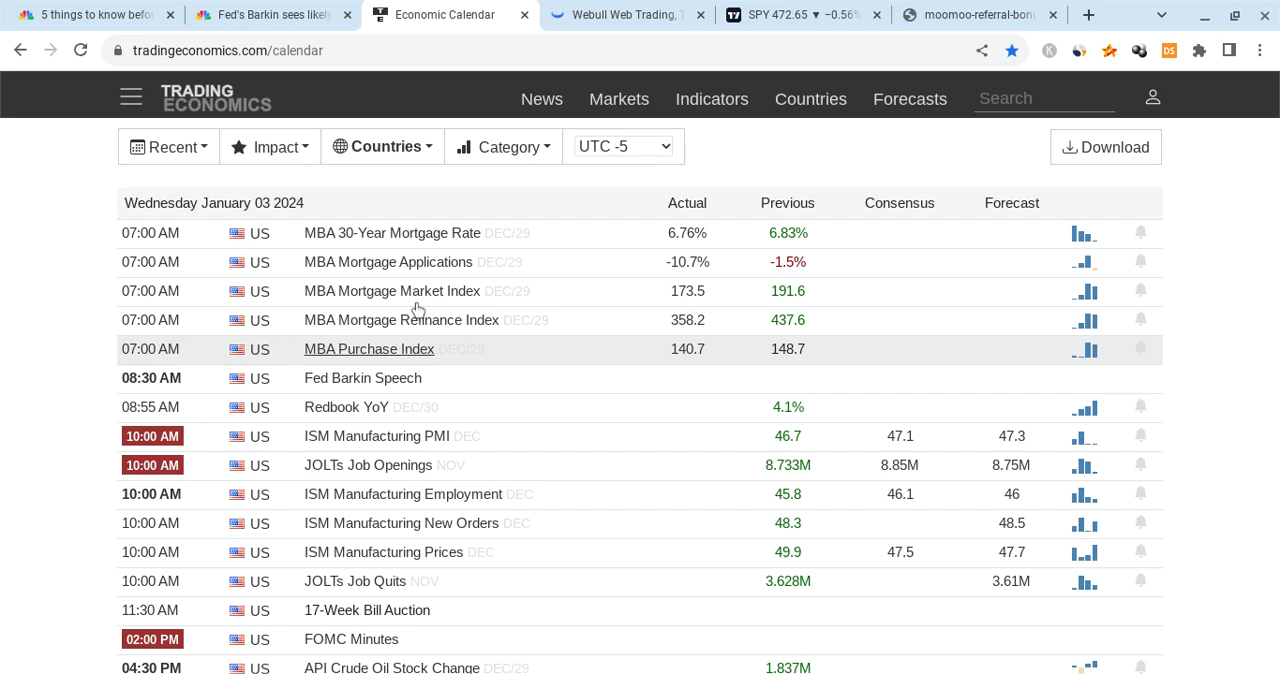 5 things to know befor
Fed's Barkin sees likely
Economic Calendar
Webull Web Trading, T
SPY 472.65 ▼ −0.56%
moomoo-referral-bonu
tradingeconomics.com/calendar
TRADING
ECONOMICS
News Markets Indicators Countries Forecasts Search
Recent Impact Countries Category UTC -5 Download
Wednesday January 03 2024 Actual Previous Consensus Forecast
07:00 AM US MBA 30-Year Mortgage Rate DEC/29 6.76% 6.83%
07:00 AM US MBA Mortgage Applications DEC/29 -10.7% -1.5%
07:00 AM US MBA Mortgage Market Index DEC/29 173.5 191.6
07:00 AM US MBA Mortgage Refinance Index DEC/29 358.2 437.6
07:00 AM US MBA Purchase Index DEC/29 140.7 148.7
08:30 AM US Fed Barkin Speech
08:55 AM US Redbook YoY DEC/30 4.1%
10:00 AM US ISM Manufacturing PMI DEC 46.7 47.1 47.3
10:00 AM US JOLTs Job Openings NOV 8.733M 8.85M 8.75M
10:00 AM US ISM Manufacturing Employment DEC 45.8 46.1 46
10:00 AM US ISM Manufacturing New Orders DEC 48.3 48.5
10:00 AM US ISM Manufacturing Prices DEC 49.9 47.5 47.7
10:00 AM US JOLTs Job Quits NOV 3.628M 3.61M
11:30 AM US 17-Week Bill Auction
02:00 PM US FOMC Minutes
04:30 PM US API Crude Oil Stock Change DEC/29 1.837M